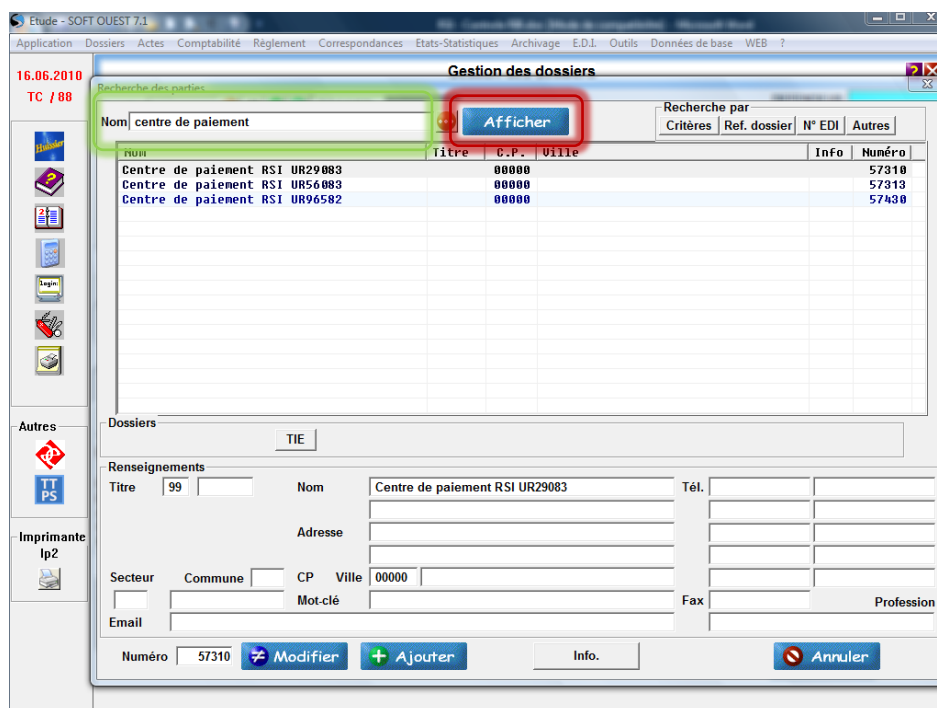 Etude - SOFT OUEST 7.1
Application Dossiers Actes Comptabilité Règlement Correspondances Etats-Statistiques Archivage E.D.I. Outils Données de base WEB ?
16.06.2010
TC / 88
Gestion des dossiers
Recherche des parties
Nom centre de paiement
Afficher
Recherche par
Critères Ref. dossier N° EDI Autres
Nom Titre C.P. Ville Info Numéro
Centre de paiement RSI UR29083 00000 57310
Centre de paiement RSI UR56083 00000 57313
Centre de paiement RSI UR96582 00000 57430
Huissier
login:
Autres
TT
PS
Imprimante
lp2
Dossiers
TIE
Renseignements
Titre 99 Nom Centre de paiement RSI UR29083 Tél.
Adresse
Secteur Commune CP Ville 00000
Mot-clé Fax Profession
Email
Numéro 57310 Modifier Ajouter Info. Annuler